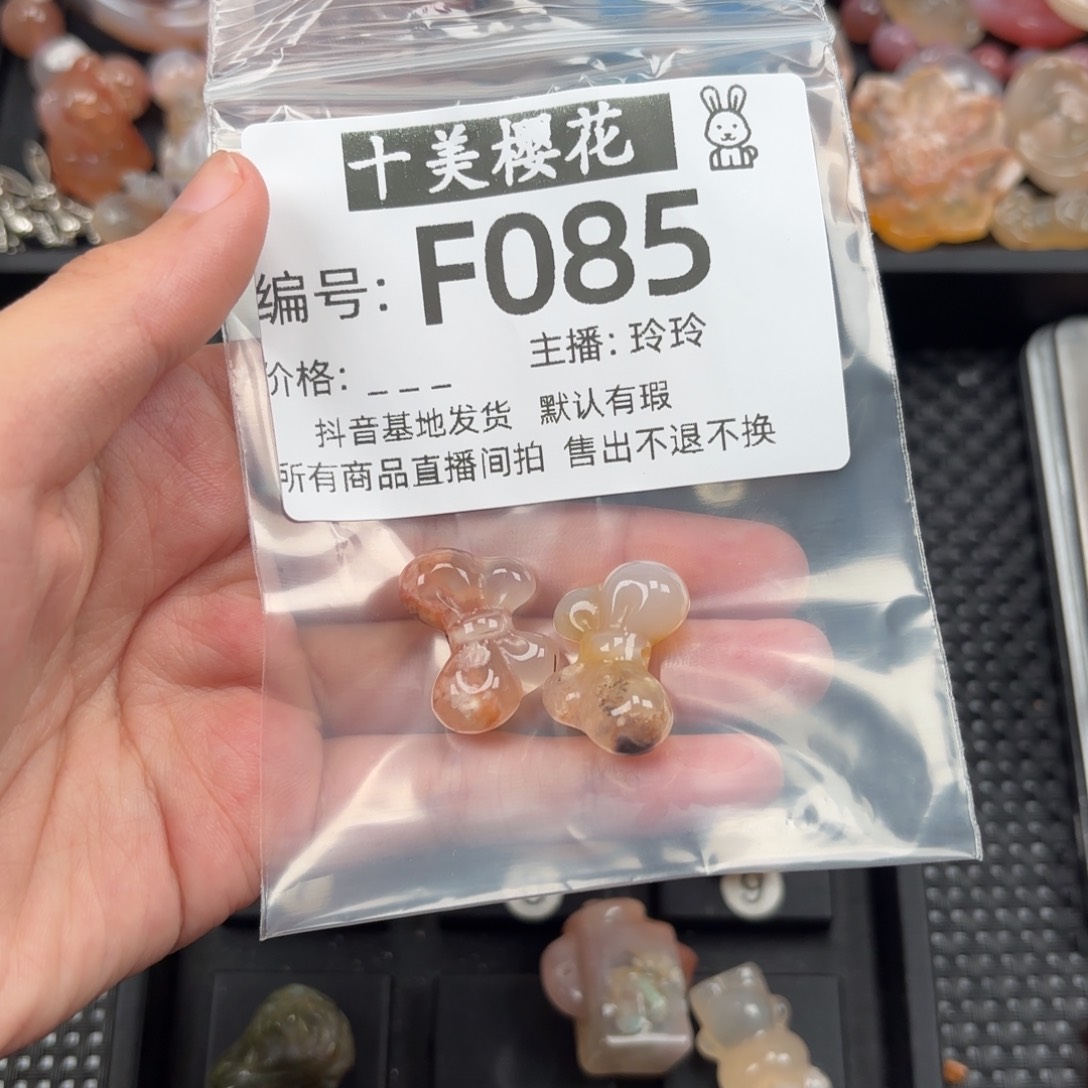 十美樱花
编号: F085
价格: _ _ _ 主播: 玲玲
抖音基地发货 默认有瑕
所有商品直播间拍 售出不退不换
9